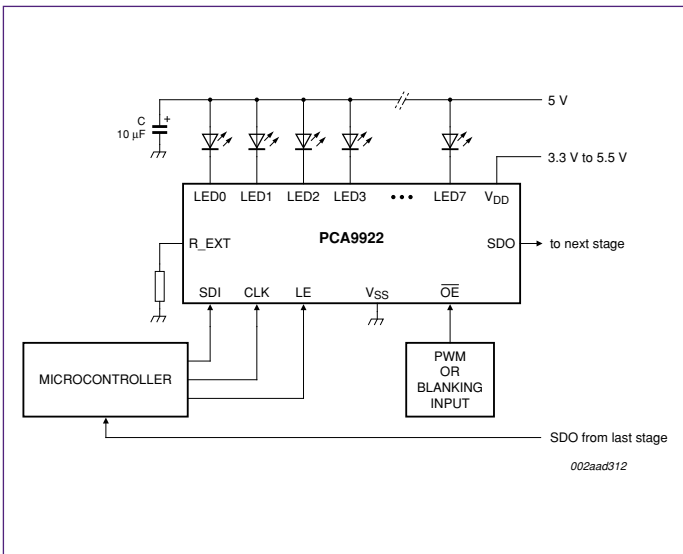 5 V
C
+
10 μF
3.3 V to 5.5 V
LED0 LED1 LED2 LED3 ••• LED7 VDD
PCA9922
R_EXT
SDO
to next stage
SDI CLK LE VSS OE
MICROCONTROLLER
PWM
OR
BLANKING
INPUT
SDO from last stage
002aad312